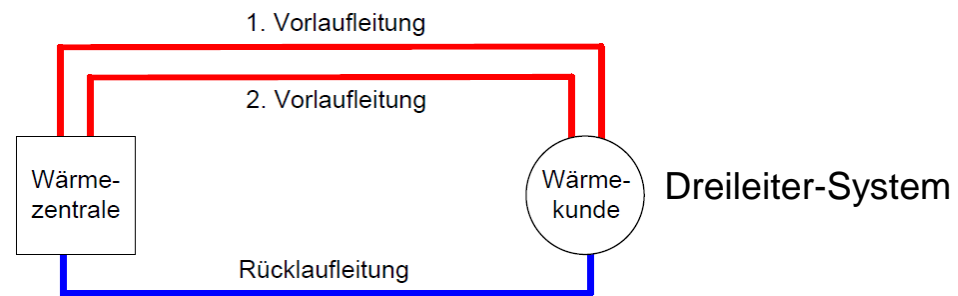 1. Vorlaufleitung
2. Vorlaufleitung
Wärme-
zentrale
Wärme-
kunde
Dreileiter-System
Rücklaufleitung